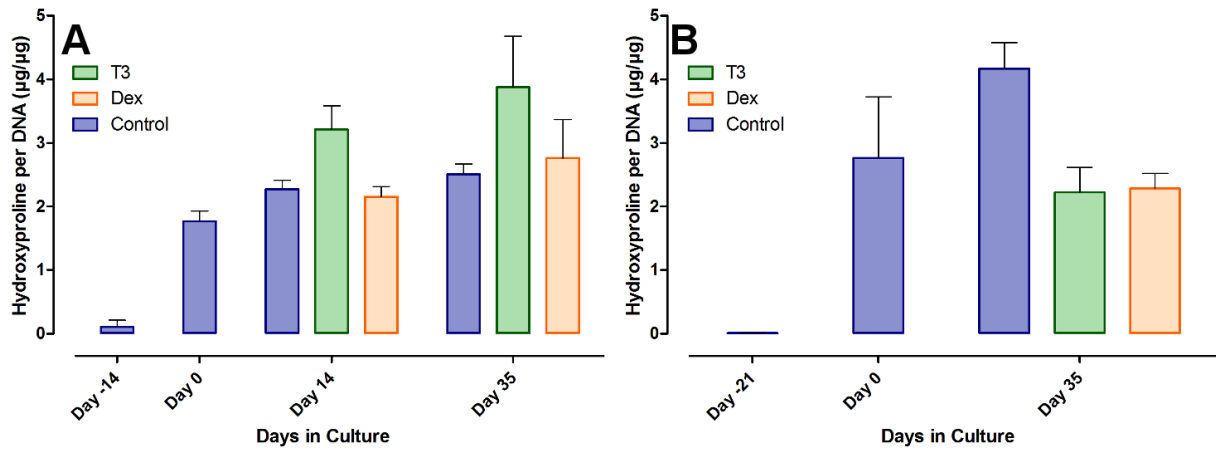 A
Hydroxyproline per DNA (µg/µg)
5
4
3
2
1
0
T3
Dex
Control
Day -14
Day 0
Day 14
Day 35
Days in Culture
B
Hydroxyproline per DNA (µg/µg)
5
4
3
2
1
0
T3
Dex
Control
Day -21
Day 0
Day 35
Days in Culture